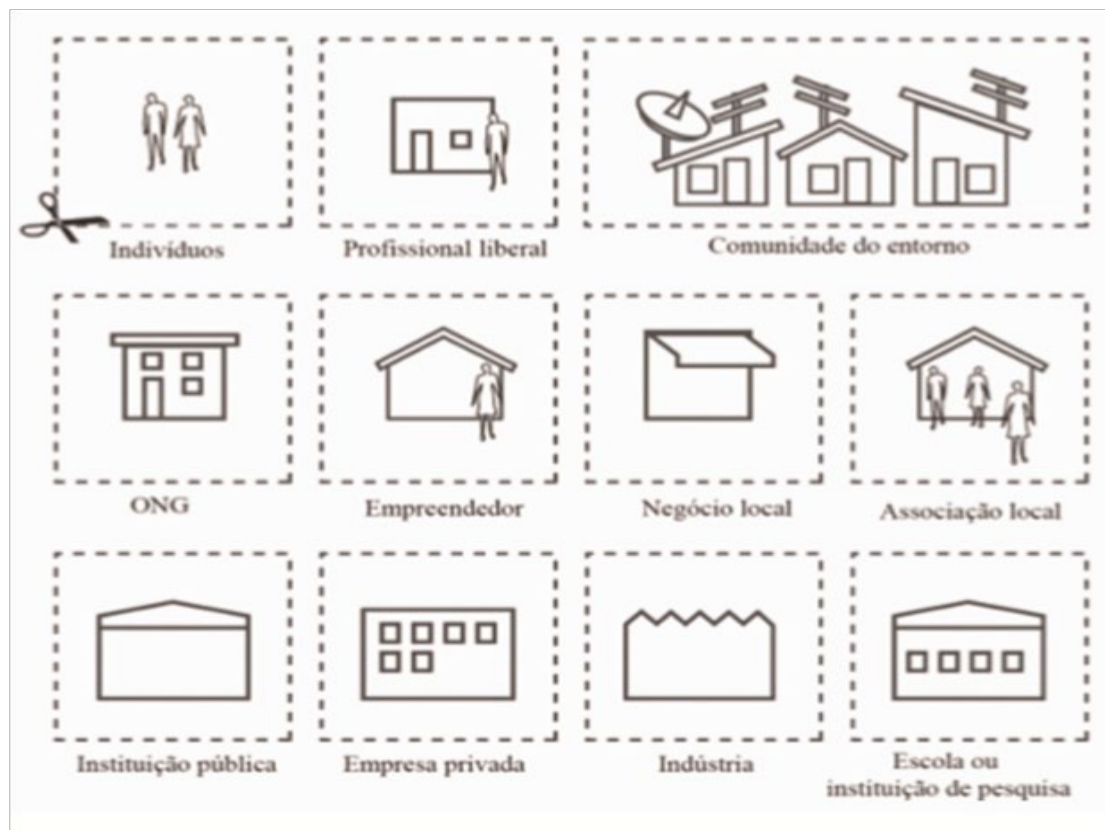 Indivíduos
Profissional liberal
Comunidade do entorno
ONG
Empreendedor
Negócio local
Associação local
Instituição pública
Empresa privada
Indústria
Escola ou
instituição de pesquisa